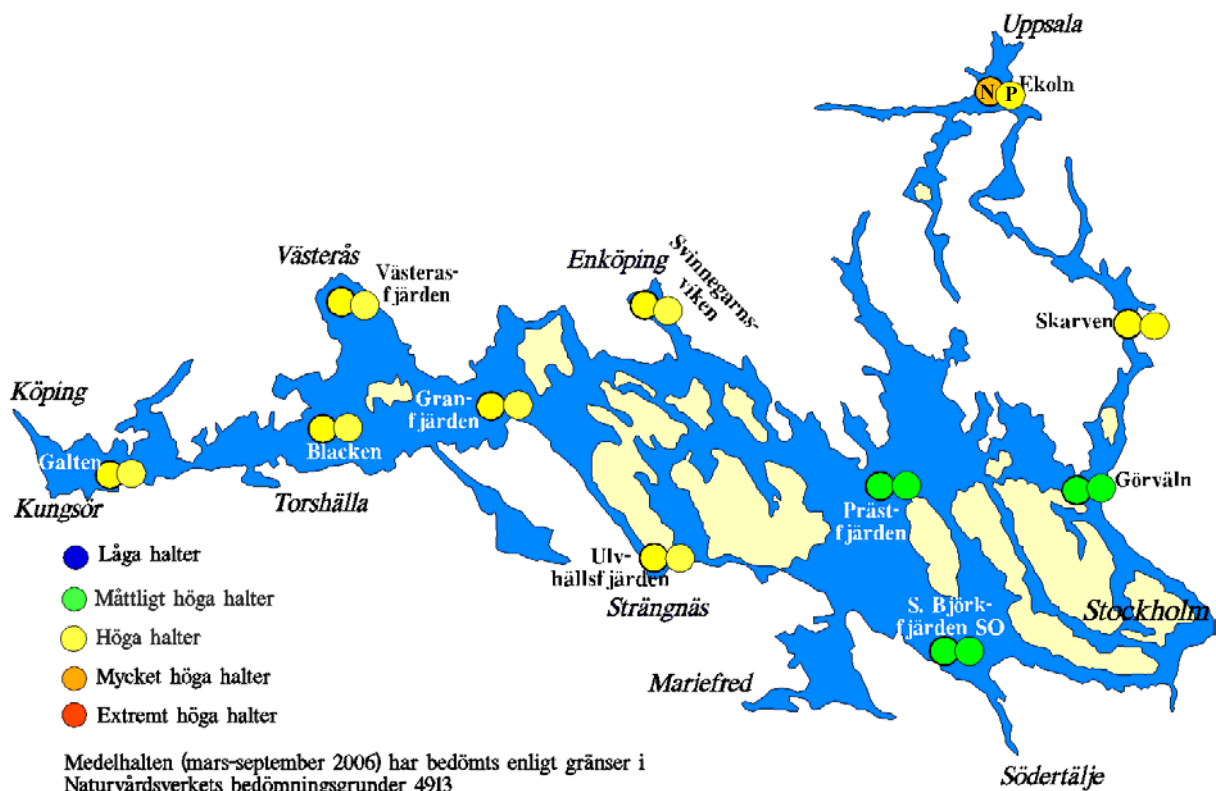 Uppsala
N P Ekoln
Västerås
Västeras-
fjärden
Enköping
Svinnegarns-
viken
Skarven
Köping
Gran-
fjärden
Galten
Blacken
Görväln
Kungsör
Torshälla
Präst-
fjärden
Ulv-
hällsfjärden
Strängnäs
S. Björk-
fjärden SO
Stockholm
Mariefred
Södertälje
Låga halter
Måttligt höga halter
Höga halter
Mycket höga halter
Extremt höga halter
Medelhalten (mars-september 2006) har bedömts enligt gränser i
Naturvårdsverkets bedömningsgrunder 4913